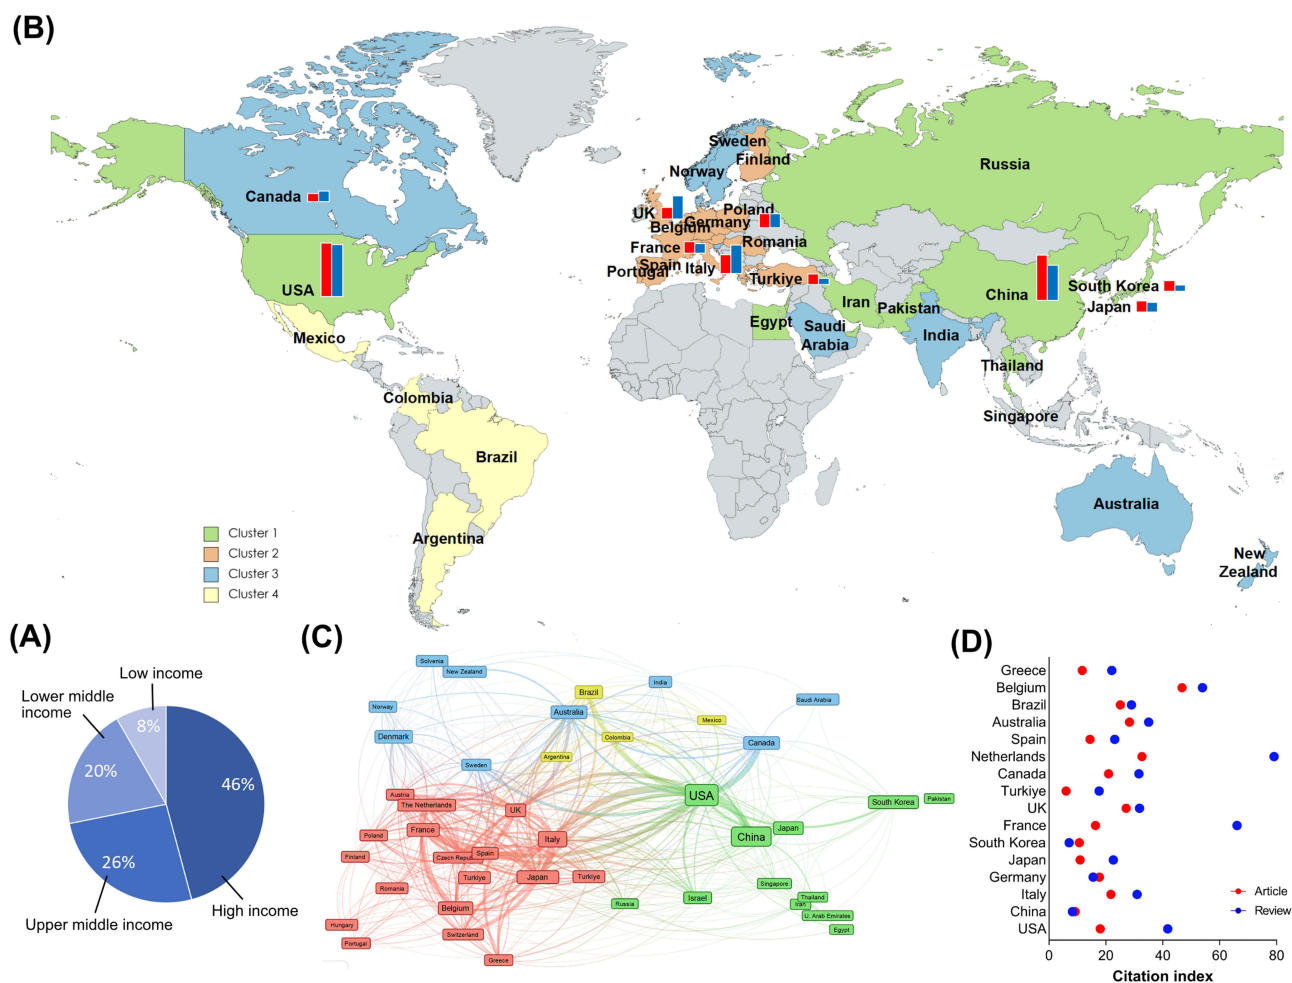 (B)
Sweden
Finland
Norway
Russia
Canada
UK
Poland
Germany
Belgium
France
Romania
Spain
Italy
Portugal
Turkiye
USA
China
South Korea
Japan
Iran
Pakistan
Egypt
Saudi
Arabia
India
Mexico
Thailand
Colombia
Singapore
Brazil
Australia
Argentina
New
Zealand
Cluster 1
Cluster 2
Cluster 3
Cluster 4
(A)
Low income
Lower middle
income
8%
20%
46%
26%
High income
Upper middle income
(C)
Solvenia
New Zealand
India
Brazil
Saudi Arabia
Norway
Australia
Mexico
Denmark
Colombia
Canada
Argentina
Sweden
Austria
USA
The Netherlands
South Korea
Pakistan
UK
France
Japan
Poland
Italy
China
Czech Repu
Spain
Finland
Turkiye
Japan
Turkiye
Singapore
Romania
Israel
Thailand
Russia
Iran
Belgium
U. Arab Emirates
Hungary
Egypt
Switzerland
Portugal
Greece
(D)
Greece
Belgium
Brazil
Australia
Spain
Netherlands
Canada
Turkiye
UK
France
South Korea
Japan
Germany
Italy
China
USA
Article
Review
0 20 40 60 80
Citation index